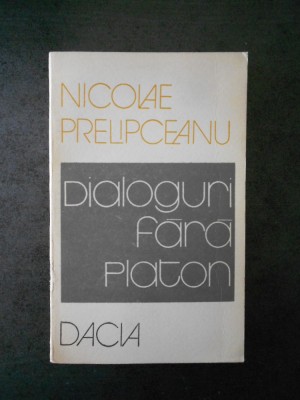 NICOLAE
PRELIPCEANU
Dialoguri
fără
platon
DACIA